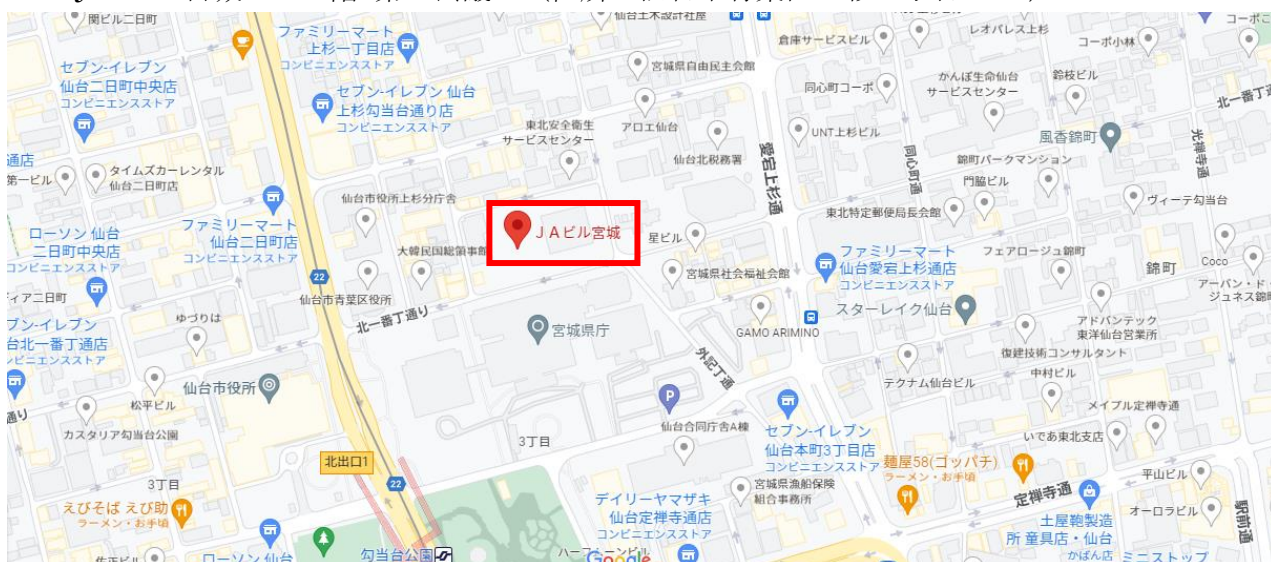 関ビル二日町
ファミリーマート
上杉一丁目店
コンビニエンスストア
仙台土木設計社屋
倉庫サービスビル
レオパレス上杉
コーポ小林
セブン-イレブン
仙台二日町中央店
コンビニエンスストア
セブン-イレブン 仙台
上杉勾当台通り店
コンビニエンスストア
宮城県自由民主会館
同心町コーポ
かんぽ生命仙台
サービスセンター
鈴枝ビル
東北安全衛生
サービスセンター
アロエ仙台
UNT上杉ビル
風香錦町
光禅寺通
通店
第一ビル
タイムズカーレンタル
仙台二日町店
仙台北税務署
愛宕上杉通
同心町通
錦町パークマンション
門脇ビル
仙台市役所上杉分庁舎
東北特定郵便局長会館
ヴィーテ勾当台
ローソン 仙台
二日町中央店
コンビニエンスストア
ファミリーマート
仙台二日町店
コンビニエンスストア
大韓民国総領事館
ＪＡビル宮城
星ビル
宮城県社会福祉会館
ファミリーマート
仙台愛宕上杉通店
コンビニエンスストア
フェアロージュ錦町
錦町
Coco
アーバン・ド・
ジュネス錦
22
仙台市青葉区役所
ィア二日町
ゆづりは
北一番丁通り
宮城県庁
GAMO ARIMINO
スターレイク仙台
アドバンテック
東洋仙台営業所
ブン-イレブン
台北一番丁通店
ンビニエンスストア
外記丁通
復建技術コンサルタント
中村ビル
仙台市役所
テクナム仙台ビル
松平ビル
カスタリア勾当台公園
P
メイプル定禅寺通
仙台合同庁舎A棟
セブン-イレブン
仙台本町3丁目店
コンビニエンスストア
3丁目
いであ東北支店
北出口1
22
麺屋58(ゴッパチ)
ラーメン・お手頃
平山ビル
3丁目
宮城県漁船保険
組合事務所
定禅寺通
えびそば えび助
ラーメン・お手頃
デイリーヤマザキ
仙台定禅寺通店
コンビニエンスストア
土屋鞄製造
所 童具店・仙台
かばん店
オーロラビル
駅前通
ローソン 仙台
勾当台公園
Google
ミニストップ